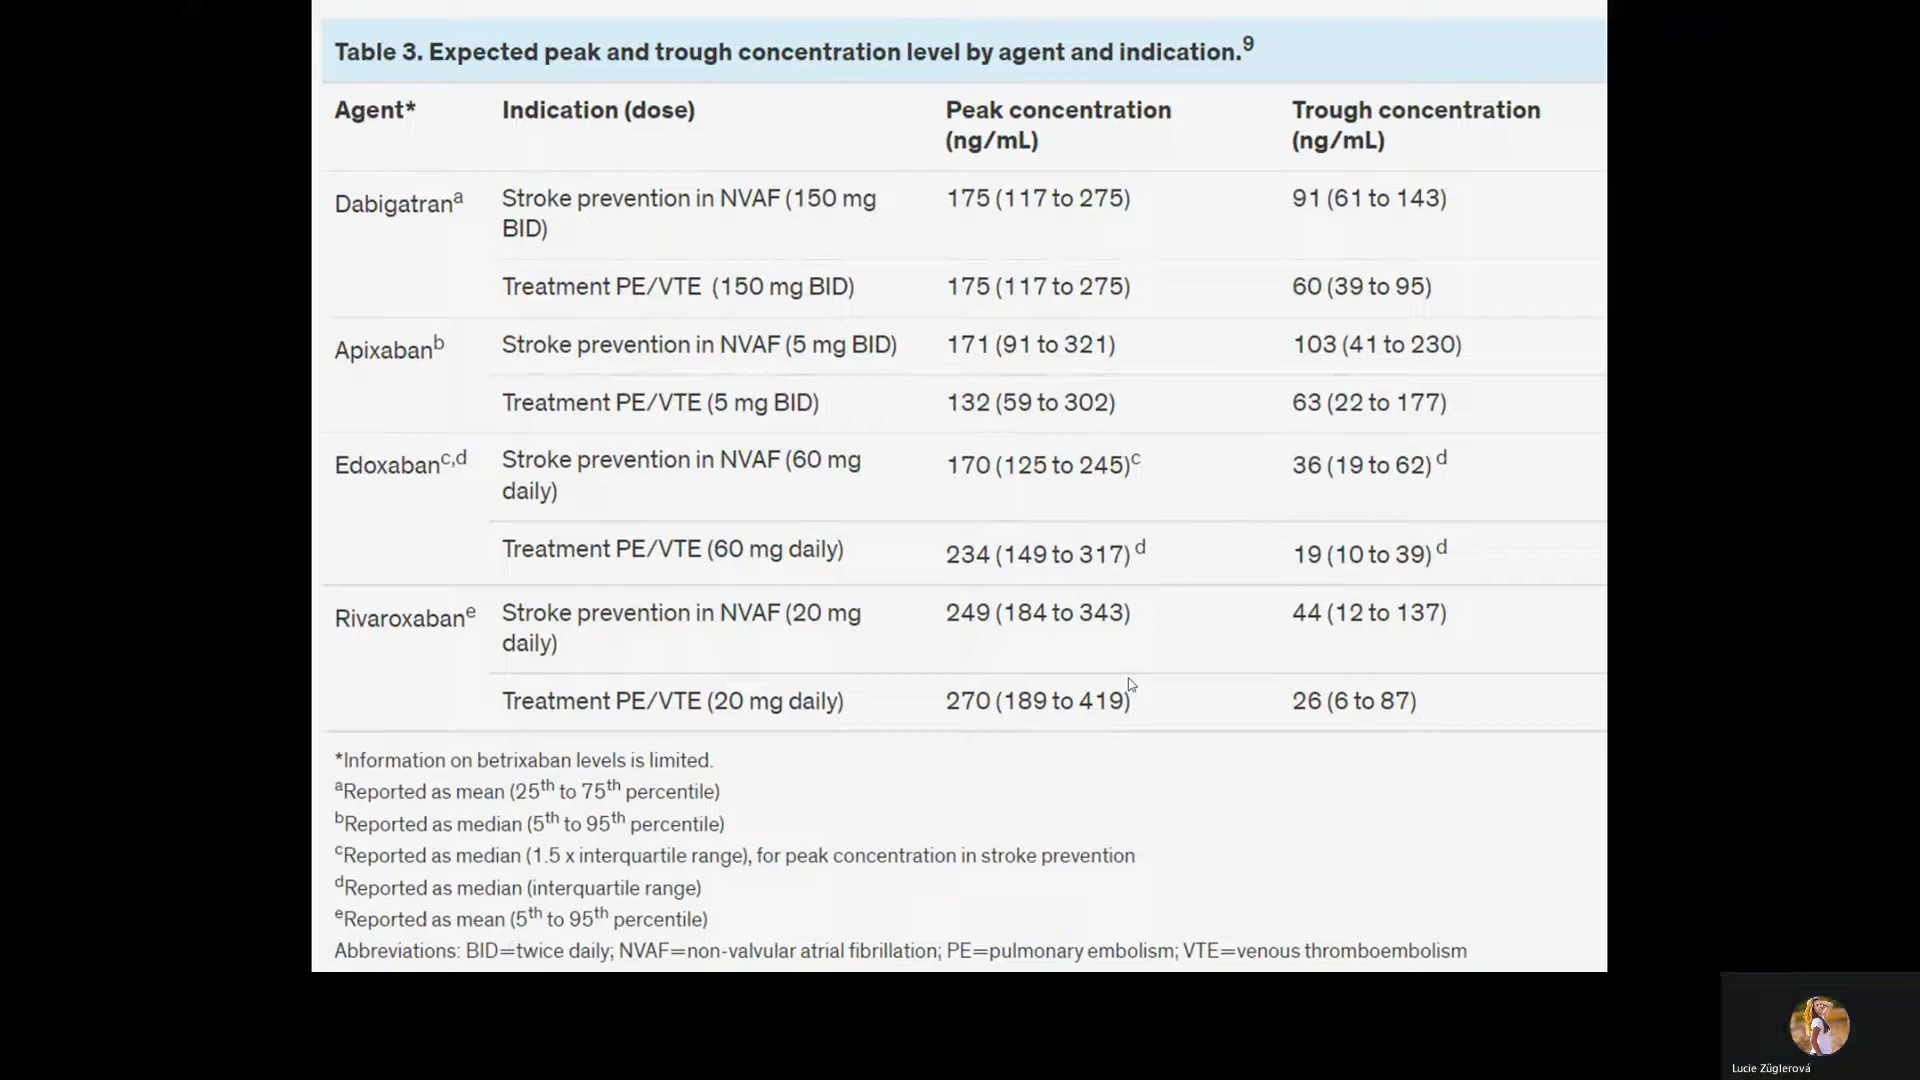 Table 3. Expected peak and trough concentration level by agent and indication.⁹
Agent* Indication (dose) Peak concentration (ng/mL) Trough concentration (ng/mL)
Dabigatranᵃ Stroke prevention in NVAF (150 mg BID) 175 (117 to 275) 91 (61 to 143)
Treatment PE/VTE (150 mg BID) 175 (117 to 275) 60 (39 to 95)
Apixabanᵇ Stroke prevention in NVAF (5 mg BID) 171 (91 to 321) 103 (41 to 230)
Treatment PE/VTE (5 mg BID) 132 (59 to 302) 63 (22 to 177)
Edoxabanᶜ,ᵈ Stroke prevention in NVAF (60 mg daily) 170 (125 to 245)ᶜ 36 (19 to 62) ᵈ
Treatment PE/VTE (60 mg daily) 234 (149 to 317) ᵈ 19 (10 to 39) ᵈ
Rivaroxabanᵉ Stroke prevention in NVAF (20 mg daily) 249 (184 to 343) 44 (12 to 137)
Treatment PE/VTE (20 mg daily) 270 (189 to 419) 26 (6 to 87)
*Information on betrixaban levels is limited.
ᵃReported as mean (25ᵗʰ to 75ᵗʰ percentile)
ᵇReported as median (5ᵗʰ to 95ᵗʰ percentile)
ᶜReported as median (1.5 x interquartile range), for peak concentration in stroke prevention
ᵈReported as median (interquartile range)
ᵉReported as mean (5ᵗʰ to 95ᵗʰ percentile)
Abbreviations: BID=twice daily; NVAF=non-valvular atrial fibrillation; PE=pulmonary embolism; VTE=venous thromboembolism
Lucie Züglerová